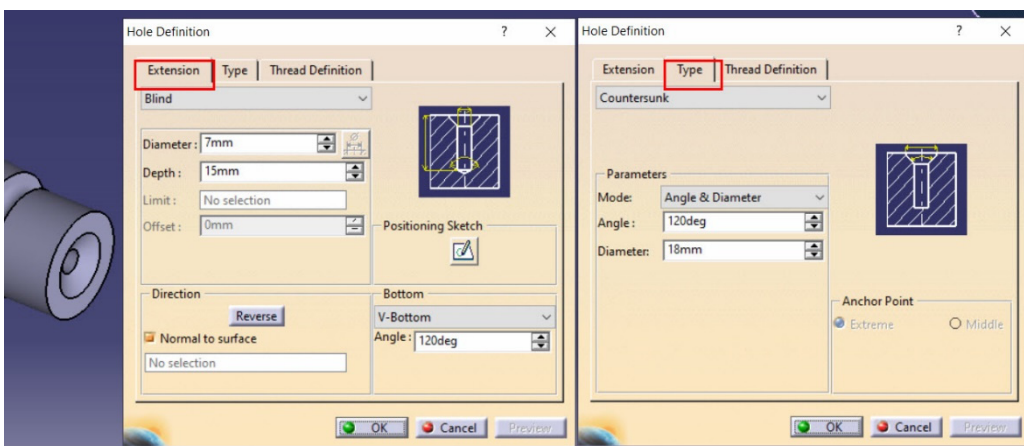 Hole Definition
?
Extension Type Thread Definition
Blind
Diameter: 7mm
Depth: 15mm
Limit: No selection
Offset: 0mm
Positioning Sketch
Direction
Reverse
Normal to surface
No selection
Bottom
V-Bottom
Angle: 120deg
OK Cancel Preview
Hole Definition
?
Extension Type Thread Definition
Countersunk
Parameters
Mode: Angle & Diameter
Angle: 120deg
Diameter: 18mm
Anchor Point
Extreme Middle
OK Cancel Preview